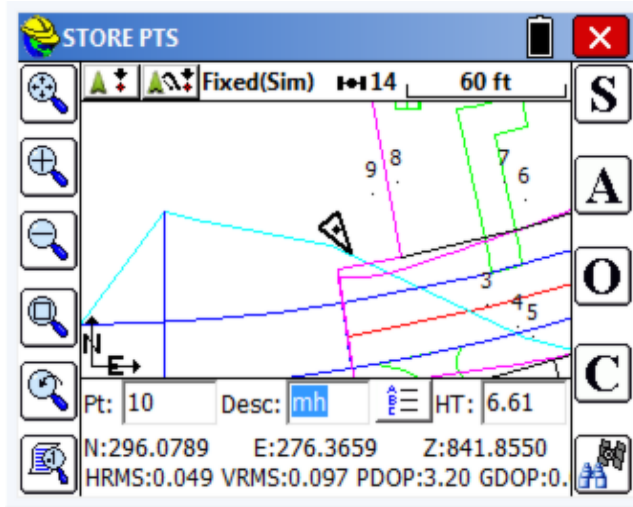 STORE PTS
Fixed(Sim) 14 60 ft
S
A
O
C
9 8 7 6
3 4 5
N
E
Pt: 10 Desc: mh ABC HT: 6.61
N:296.0789 E:276.3659 Z:841.8550
HRMS:0.049 VRMS:0.097 PDOP:3.20 GDOP:0.